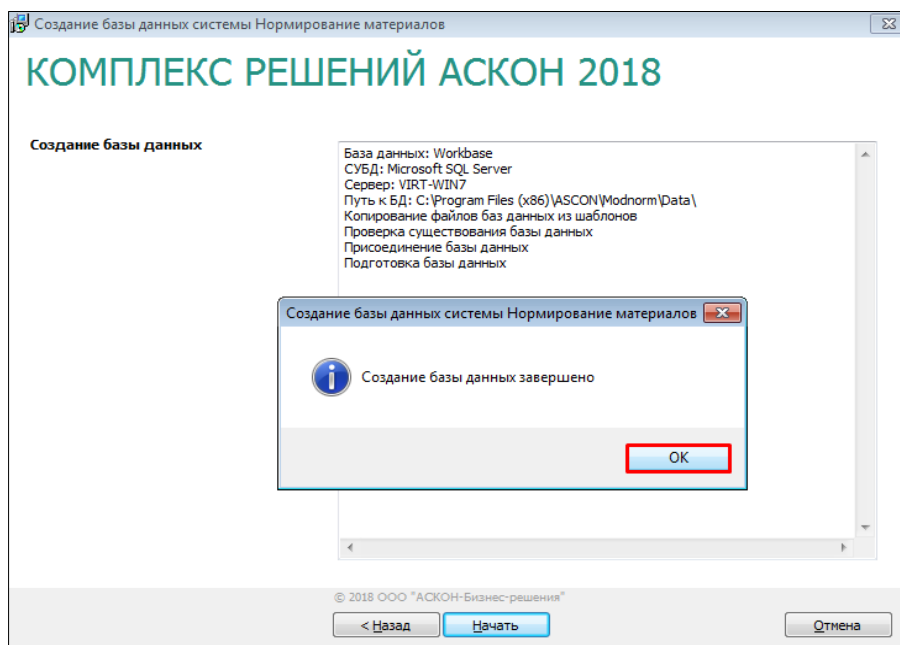 Создание базы данных системы Нормирование материалов
КОМПЛЕКС РЕШЕНИЙ АСКОН 2018
Создание базы данных
База данных: Workbase
СУБД: Microsoft SQL Server
Сервер: VIRT-WIN7
Путь к БД: C:\Program Files (x86)\ASCON\Modnorm\Data\
Копирование файлов баз данных из шаблонов
Проверка существования базы данных
Присоединение базы данных
Подготовка базы данных
Создание базы данных системы Нормирование материалов
Создание базы данных завершено
ОК
© 2018 ООО "АСКОН-Бизнес-решения"
< Назад
Начать
Отмена